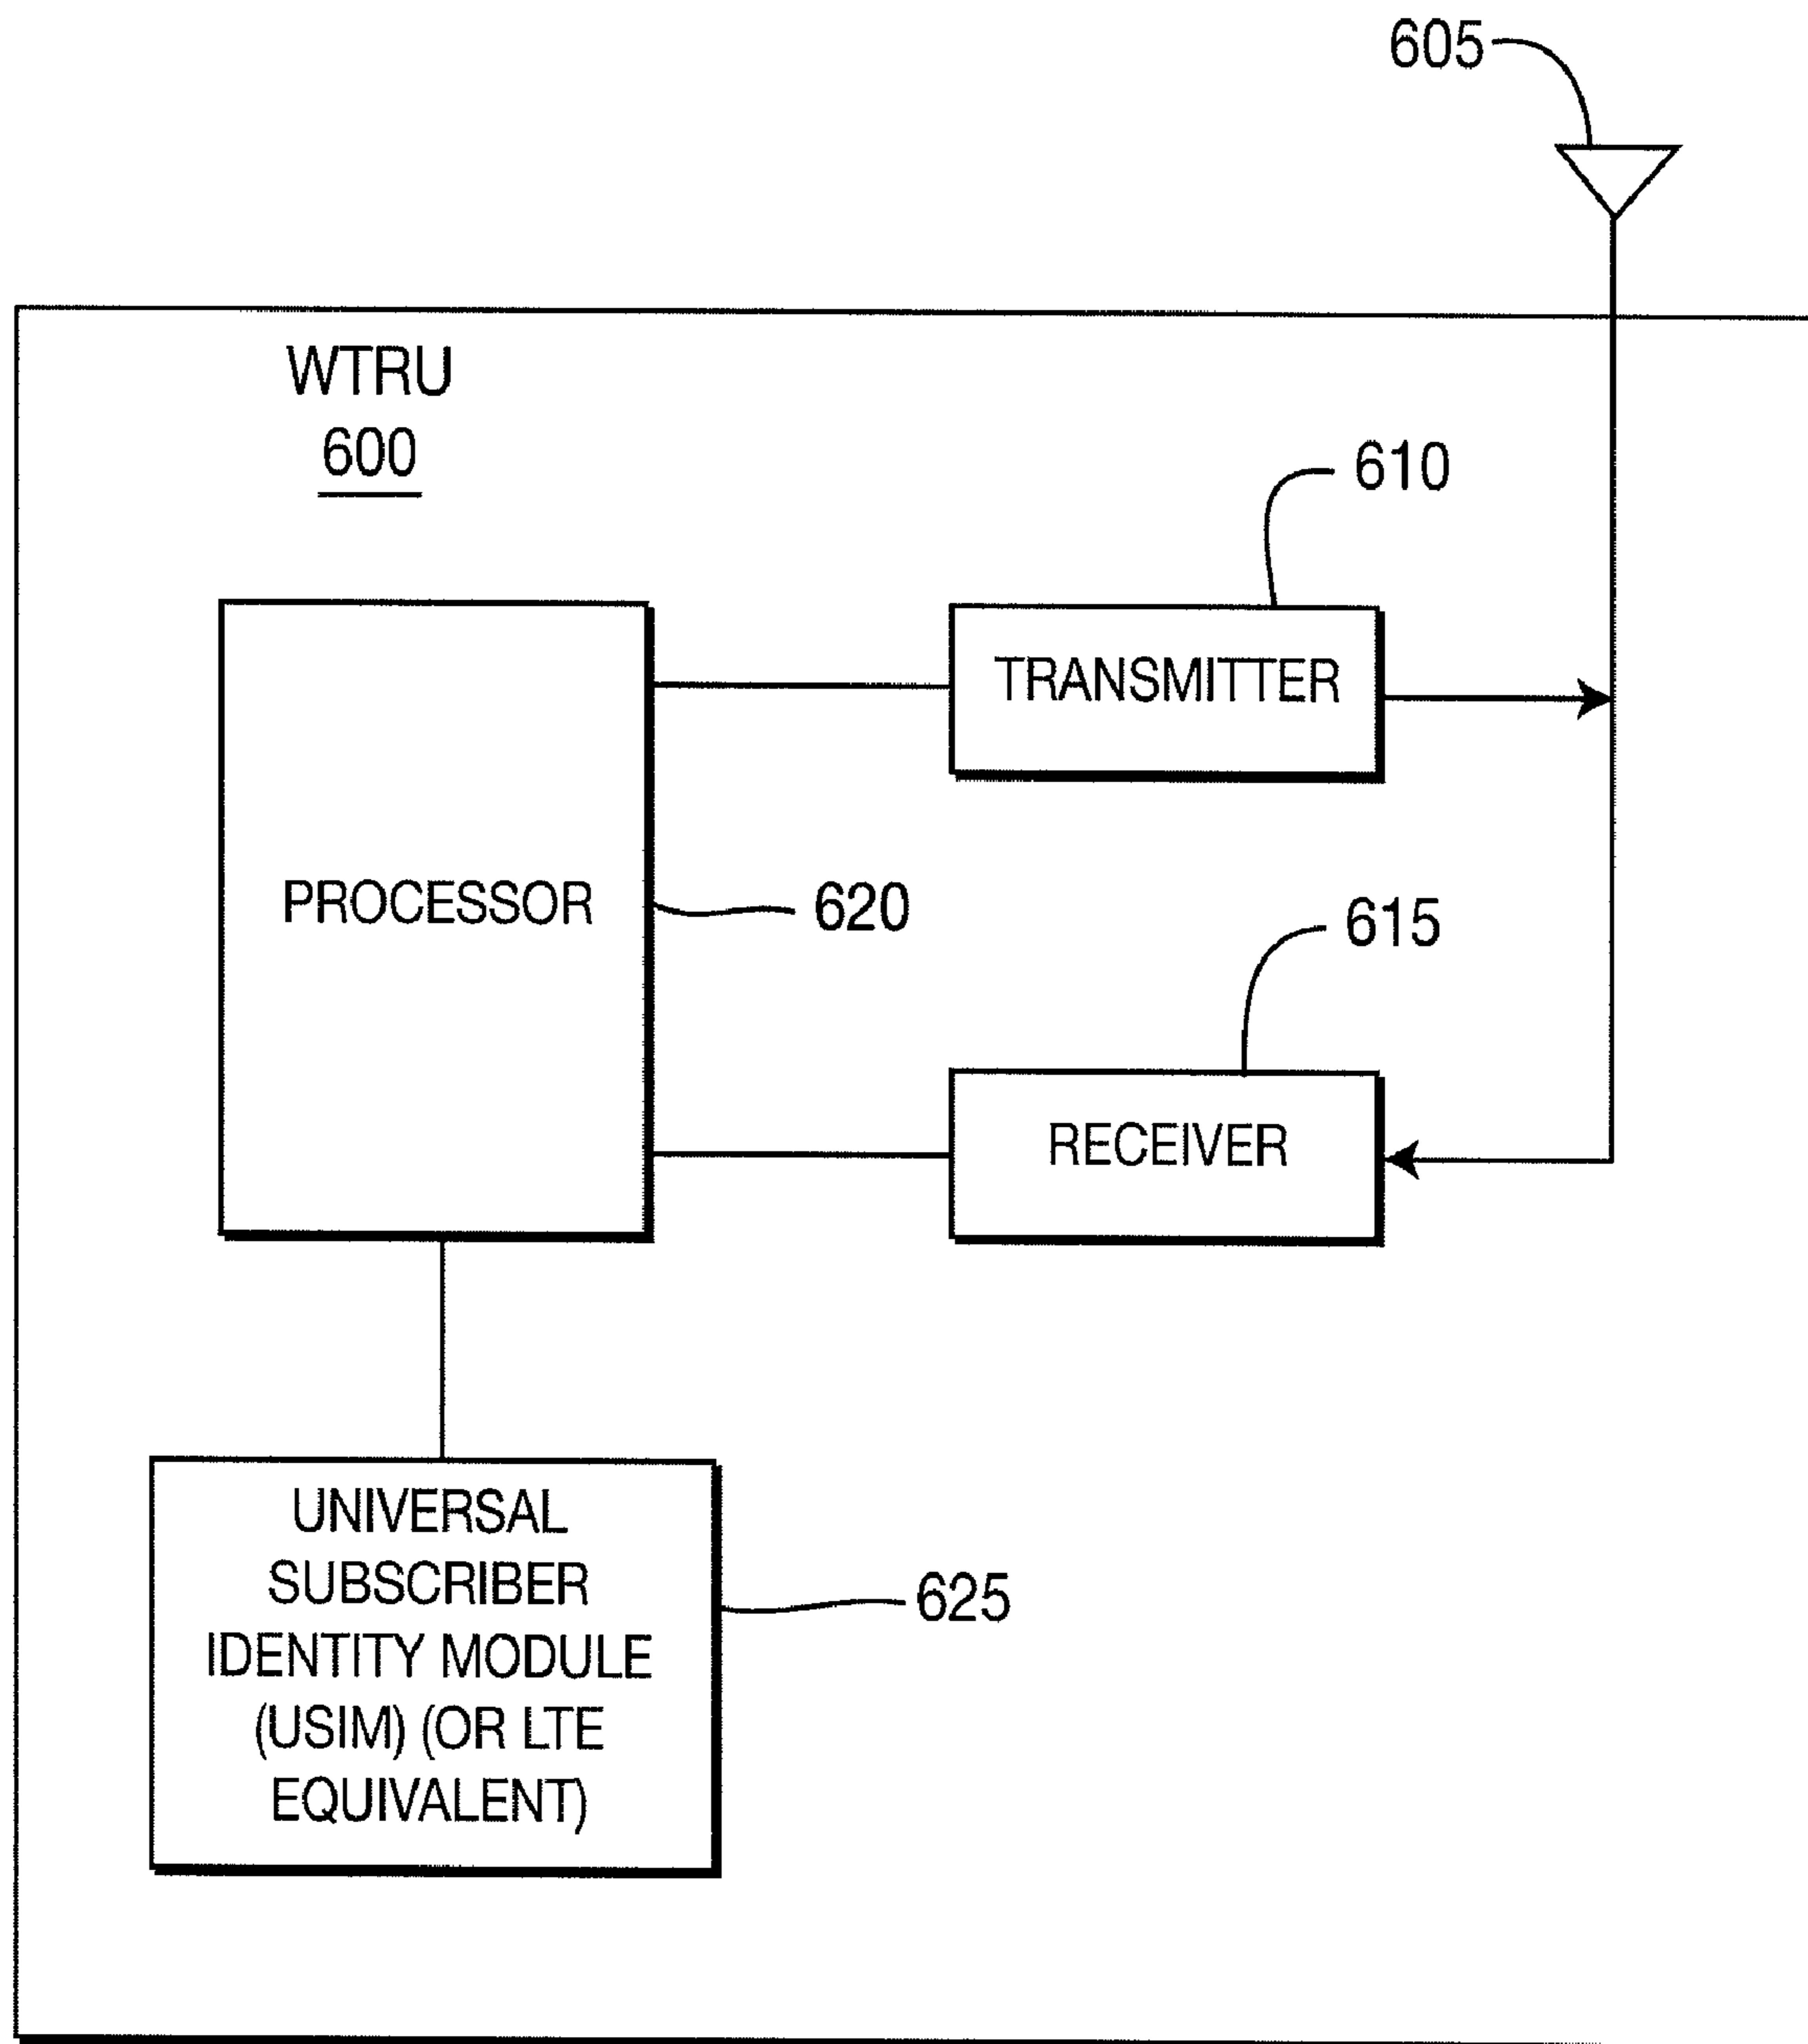 605
WTRU
600
610
TRANSMITTER
PROCESSOR
620
615
RECEIVER
UNIVERSAL
SUBSCRIBER
IDENTITY MODULE
(USIM) (OR LTE
EQUIVALENT)
625